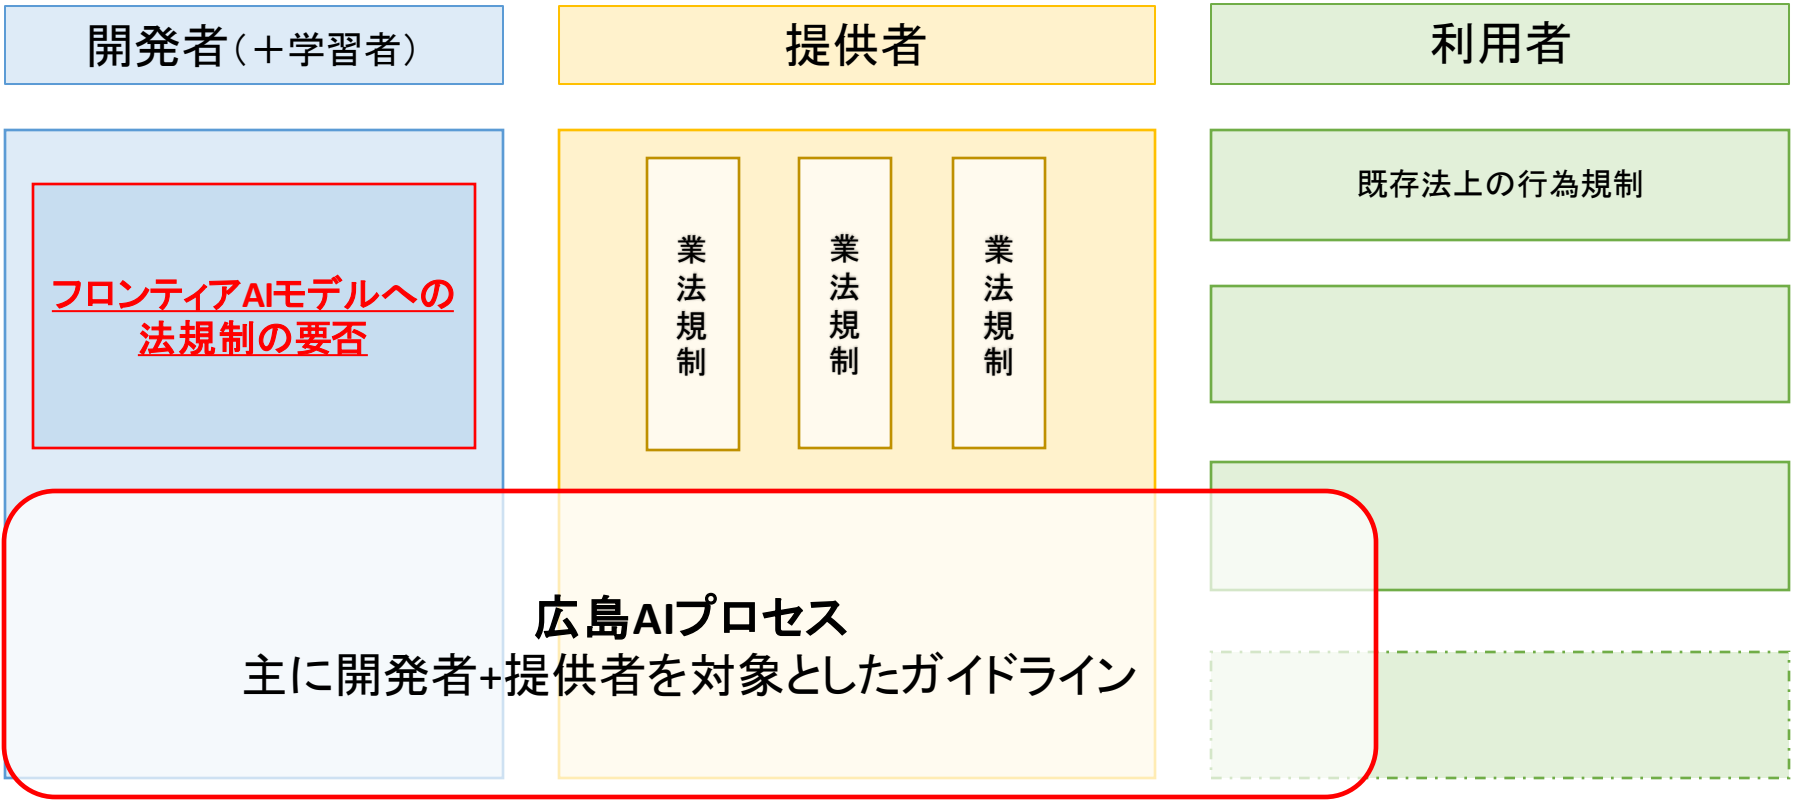 開発者（＋学習者）
提供者
利用者
フロンティアAIモデルへの
法規制の要否
業法規制
業法規制
業法規制
既存法上の行為規制
広島AIプロセス
主に開発者+提供者を対象としたガイドライン